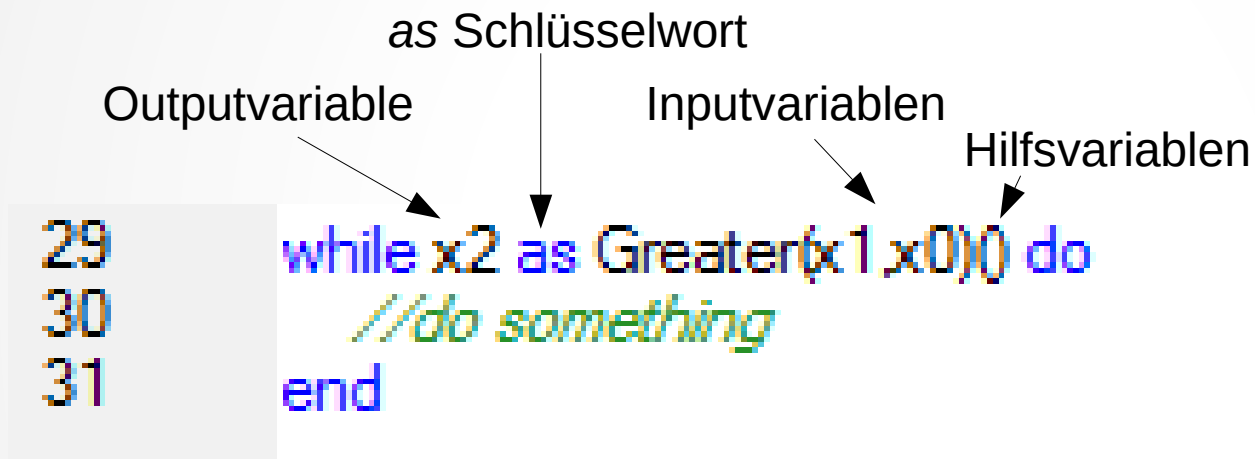 as Schlüsselwort
Outputvariable
Inputvariablen
Hilfsvariablen
29 while x2 as Greater(x1,x0)() do
30 //do something
31 end